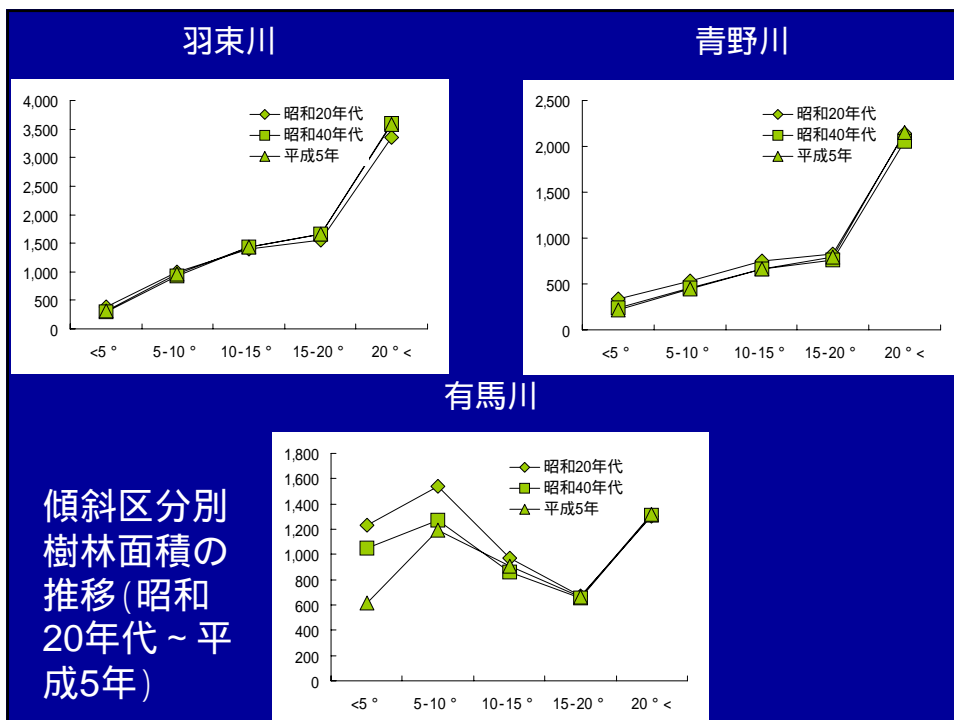 羽束川
青野川
4,000
3,500
3,000
2,500
2,000
1,500
1,000
500
0
昭和20年代
昭和40年代
平成5年
<5 °
5-10 °
10-15 °
15-20 °
20 ° <
2,500
2,000
1,500
1,000
500
0
昭和20年代
昭和40年代
平成5年
<5 °
5-10 °
10-15 °
15-20 °
20 ° <
有馬川
傾斜区分別
樹林面積の
推移(昭和
20年代 ~ 平
成5年)
1,800
1,600
1,400
1,200
1,000
800
600
400
200
0
昭和20年代
昭和40年代
平成5年
<5 °
5-10 °
10-15 °
15-20 °
20 ° <